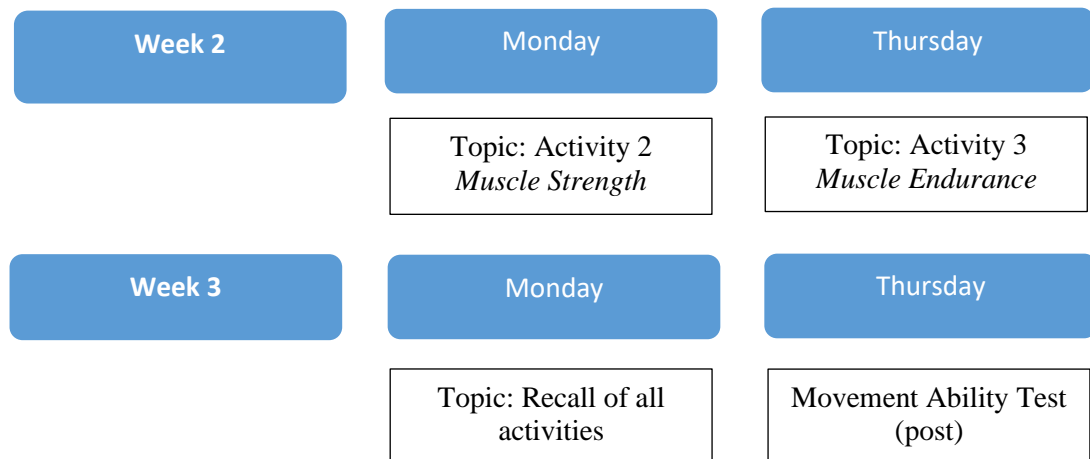 Week 2
Monday
Thursday
Topic: Activity 2
Muscle Strength
Topic: Activity 3
Muscle Endurance
Week 3
Monday
Thursday
Topic: Recall of all
activities
Movement Ability Test
(post)